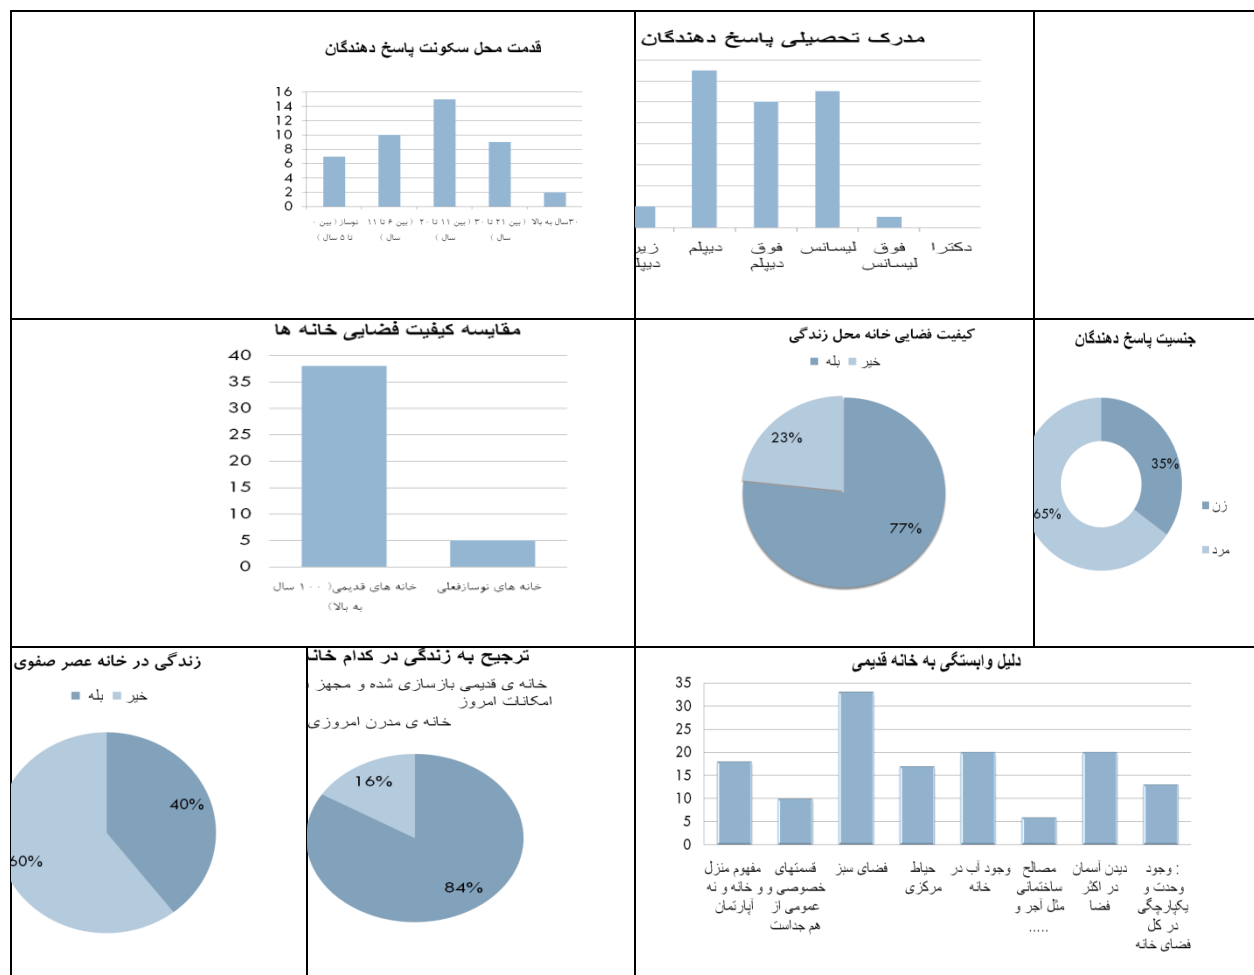 قدمت محل سکونت پاسخ دهندگان
16
14
12
10
8
6
4
2
0
نوساز( بین ۰
تا ۵ سال )
( بین ۶ تا ۱۱
سال )
( بین ۱۱ تا ۲۰
سال )
( بین ۲۱ تا ۳۰
سال )
۳۰سال به بالا
مدرک تحصیلی پاسخ دهندگان
زیر
دیپلم
فوق
دیپلم
لیسانس
فوق
لیسانس
دکترا
مقایسه کیفیت فضایی خانه ها
40
35
30
25
20
15
10
5
0
خانه های قدیمی( ۱۰۰ سال
به بالا)
خانه های نوسازفعلی
کیفیت فضایی خانه محل زندگی
بله
خیر
23%
77%
جنسیت پاسخ دهندگان
35%
65%
زن
مرد
زندگی در خانه عصر صفوی
بله
خیر
40%
60%
ترجیح به زندگی در کدام
خانه ی قدیمی بازسازی شده و مجهز
امکانات امروز
خانه ی مدرن امروزی
16%
84%
دلیل وابستگی به خانه قدیمی
35
30
25
20
15
10
5
0
مفهوم منزل
و خانه و نه
آپارتمان
قسمتهای
خصوصی و
عمومی از
هم جداست
فضای سبز
حیاط
مرکزی
وجود آب در
خانه
مصالح
ساختمانی
مثل آجر و
.....
دیدن آسمان
در اکثر
فضا
وجود :
وحدت و
یکپارچگی
در کل
فضای خانه